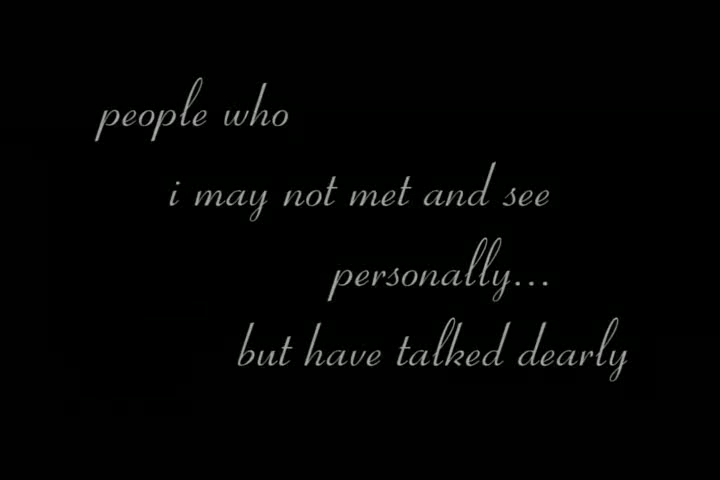 people who
i may not met and see
personally...
but have talked dearly